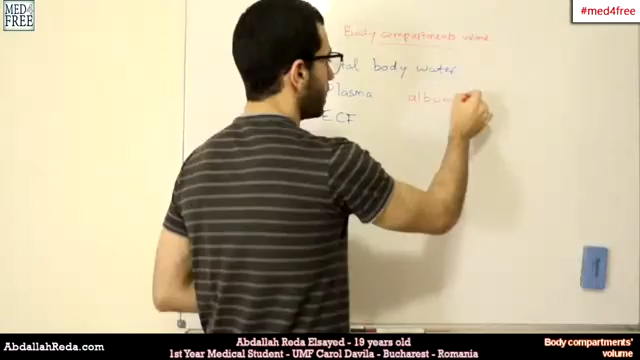 MED
4
FREE
#med4free
Body compartments volume
body water
Plasma
ECF
AbdallahReda.com
Abdallah Reda Elsayed - 19 years old
1st Year Medical Student - UMF Carol Davila - Bucharest - Romania
Body compartments'
volume